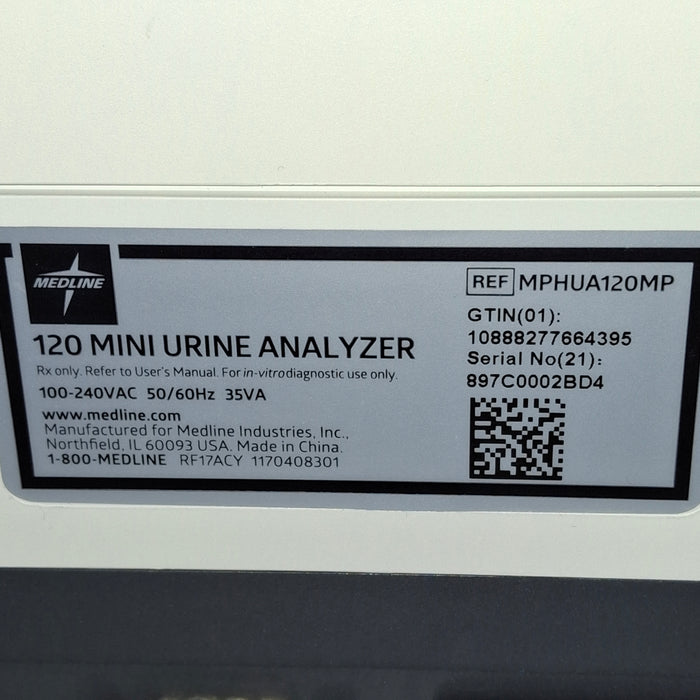 MEDLINE
120 MINI URINE ANALYZER
Rx only. Refer to User's Manual. For in-vitro diagnostic use only.
100-240VAC 50/60Hz 35VA
www.medline.com
Manufactured for Medline Industries, Inc.,
Northfield, IL 60093 USA. Made in China.
1-800-MEDLINE RF17ACY 1170408301
REF MPHUA120MP
GTIN(01):
10888277664395
Serial No(21):
897C0002BD4